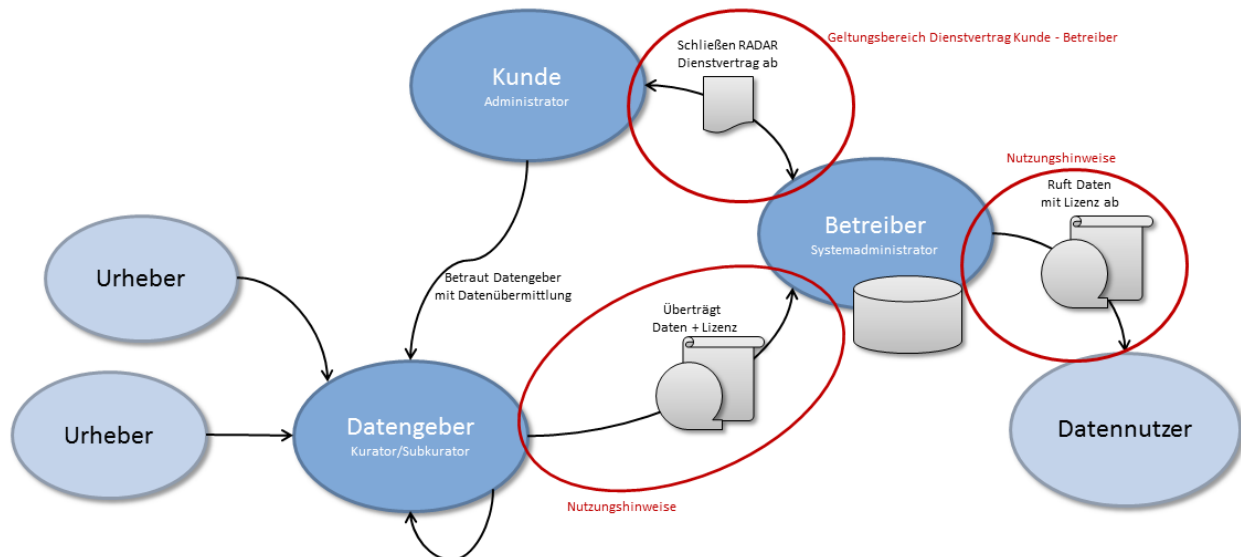 Geltungsbereich Dienstvertrag Kunde - Betreiber
Schließen RADAR
Dienstvertrag ab
Kunde
Administrator
Nutzungshinweise
Ruft Daten
mit Lizenz ab
Betreiber
Systemadministrator
Urheber
Betraut Datengeber
mit Datenübermittlung
Überträgt
Daten + Lizenz
Urheber
Datengeber
Kurator/Subkurator
Datennutzer
Nutzungshinweise